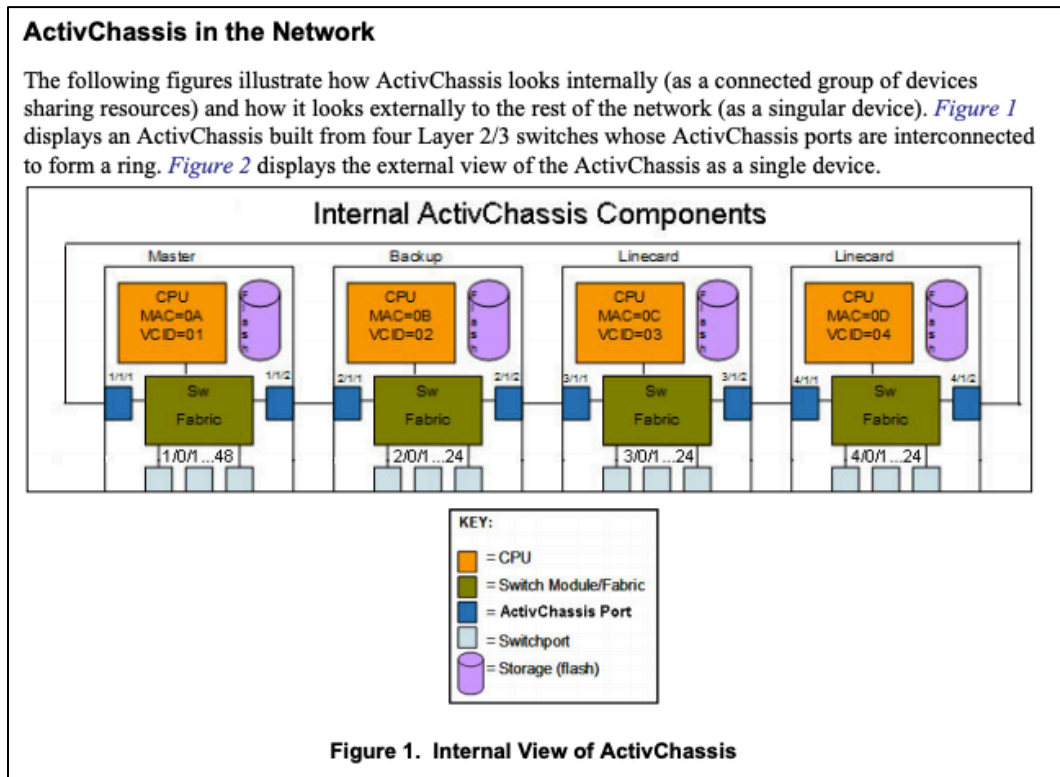 ActivChassis in the Network
The following figures illustrate how ActivChassis looks internally (as a connected group of devices
sharing resources) and how it looks externally to the rest of the network (as a singular device). Figure 1
displays an ActivChassis built from four Layer 2/3 switches whose ActivChassis ports are interconnected
to form a ring. Figure 2 displays the external view of the ActivChassis as a single device.
Internal ActivChassis Components
Master Backup Linecard Linecard
CPU
MAC=0A
VCID=01
Flash
CPU
MAC=0B
VCID=02
Flash
CPU
MAC=0C
VCID=03
Flash
CPU
MAC=0D
VCID=04
Flash
1/1/1 1/1/2 2/1/1 2/1/2 3/1/1 3/1/2 4/1/1 4/1/2
Sw
Fabric
Sw
Fabric
Sw
Fabric
Sw
Fabric
1/0/1...48 2/0/1...24 3/0/1...24 4/0/1...24
KEY:
= CPU
= Switch Module/Fabric
= ActivChassis Port
= Switchport
= Storage (flash)
Figure 1. Internal View of ActivChassis